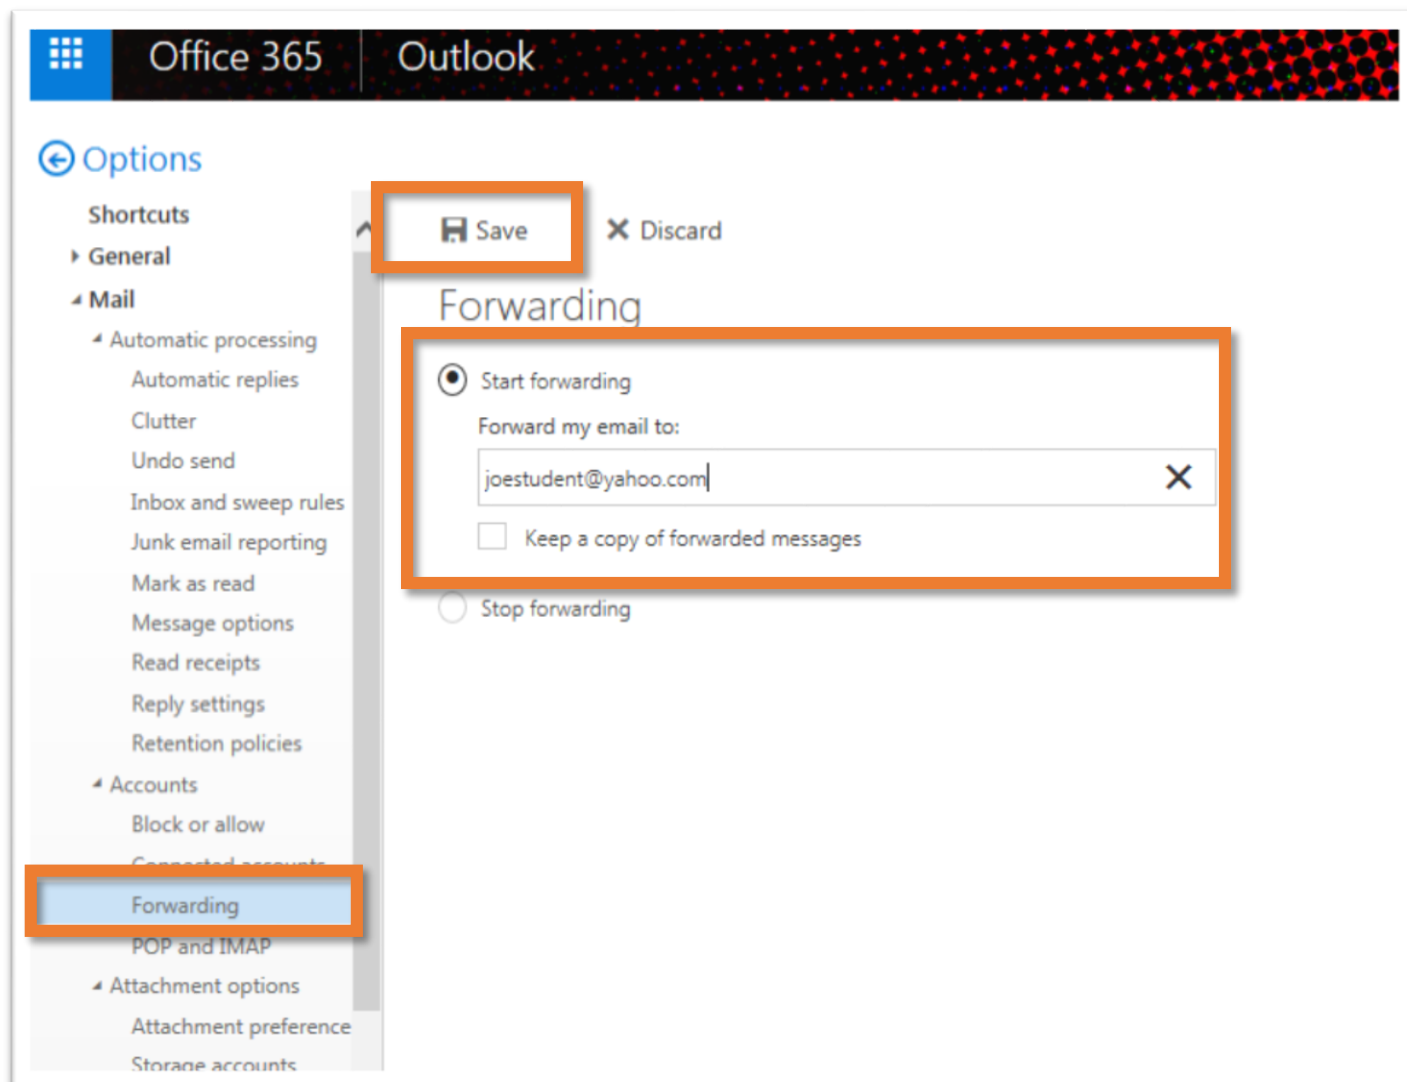 Office 365
Outlook
Options
Shortcuts
General
Mail
Automatic processing
Automatic replies
Clutter
Undo send
Inbox and sweep rules
Junk email reporting
Mark as read
Message options
Read receipts
Reply settings
Retention policies
Accounts
Block or allow
Connected accounts
Forwarding
POP and IMAP
Attachment options
Attachment preference
Storage accounts
Save
Discard
Forwarding
Start forwarding
Forward my email to:
joestudent@yahoo.com
Keep a copy of forwarded messages
Stop forwarding